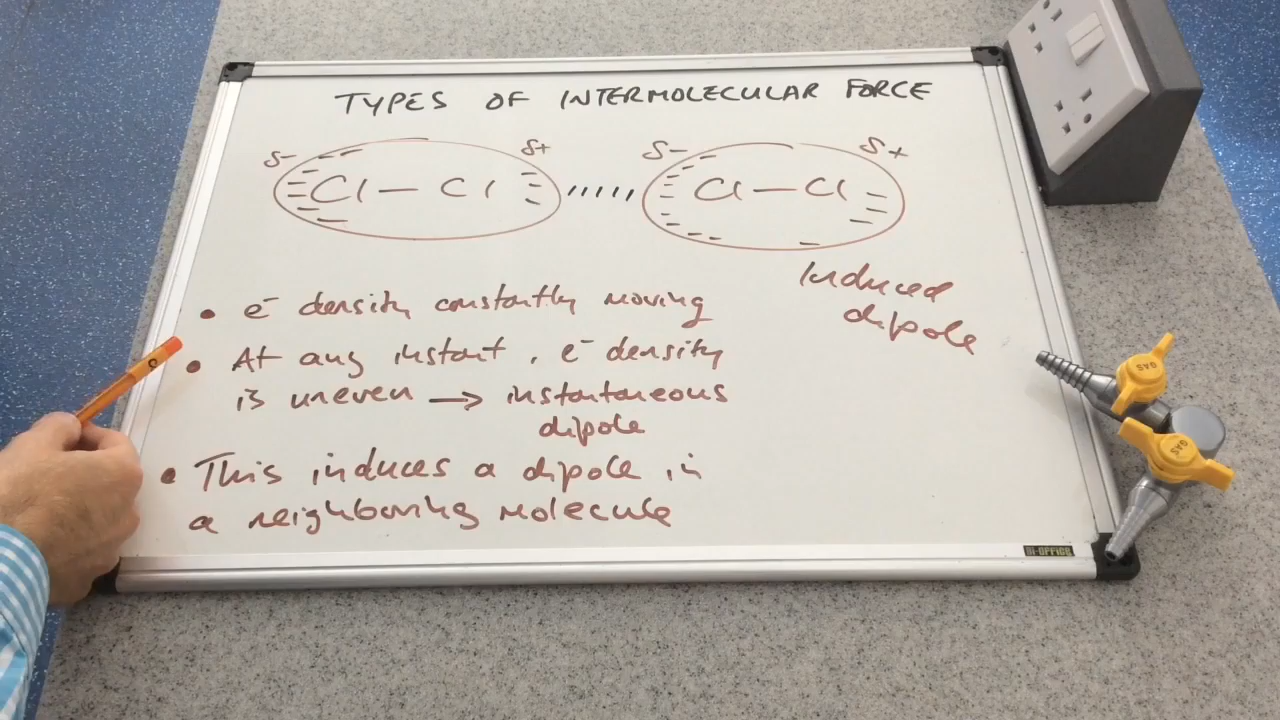 TYPES OF INTERMOLECULAR FORCE
δ- δ+ δ- δ+
Cl — Cl Cl — Cl
Induced
dipole
• e⁻ density constantly moving
• At any instant, e⁻ density
is uneven → instantaneous
dipole
• This induces a dipole in
a neighbouring molecule
GAS
GAS
Bi-OFFICE